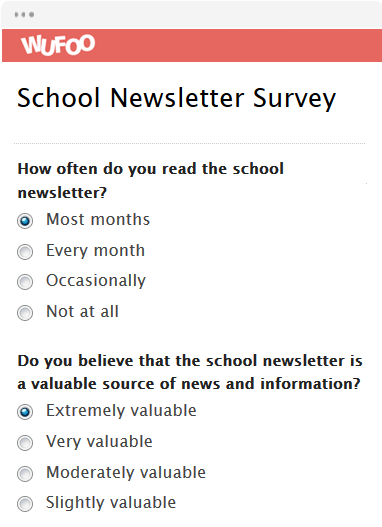 WUFOO
School Newsletter Survey
How often do you read the school
newsletter?
Most months
Every month
Occasionally
Not at all
Do you believe that the school newsletter is
a valuable source of news and information?
Extremely valuable
Very valuable
Moderately valuable
Slightly valuable